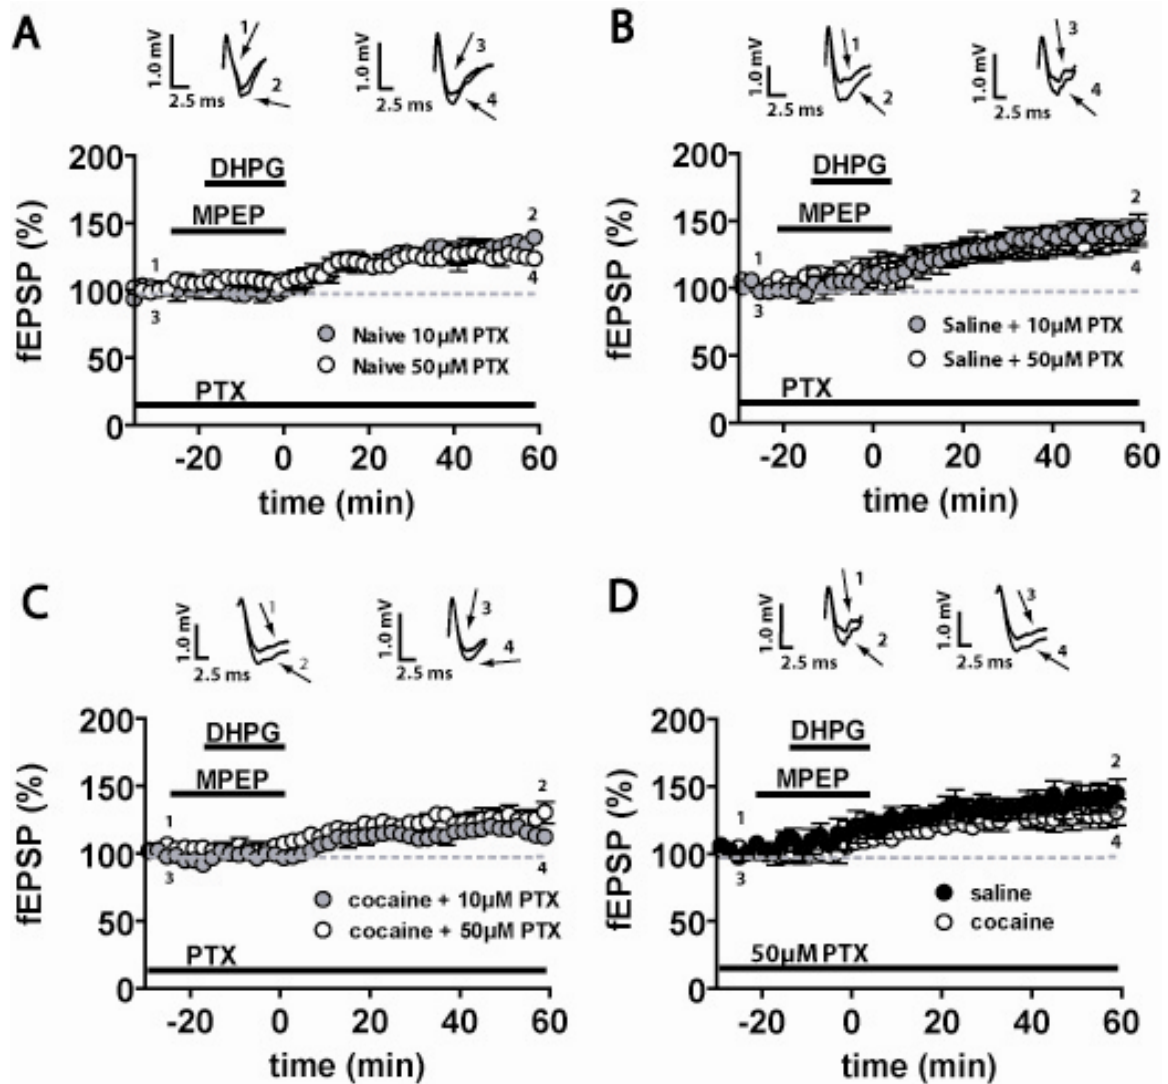 A
1.0 mV
2.5 ms
1
2
1.0 mV
2.5 ms
3
4
200
150
100
50
0
fEPSP (%)
DHPG
MPEP
1
3
2
4
Naive 10µM PTX
Naive 50µM PTX
PTX
-20 0 20 40 60
time (min)
B
1.0 mV
2.5 ms
1
2
1.0 mV
2.5 ms
3
4
200
150
100
50
0
fEPSP (%)
DHPG
MPEP
1
3
2
4
Saline + 10µM PTX
Saline + 50µM PTX
PTX
-20 0 20 40 60
time (min)
C
1.0 mV
2.5 ms
1
2
1.0 mV
2.5 ms
3
4
200
150
100
50
0
fEPSP (%)
DHPG
MPEP
1
3
2
4
cocaine + 10µM PTX
cocaine + 50µM PTX
PTX
-20 0 20 40 60
time (min)
D
1.0 mV
2.5 ms
1
2
1.0 mV
2.5 ms
3
4
200
150
100
50
0
fEPSP (%)
DHPG
MPEP
1
3
2
4
saline
cocaine
50µM PTX
-20 0 20 40 60
time (min)